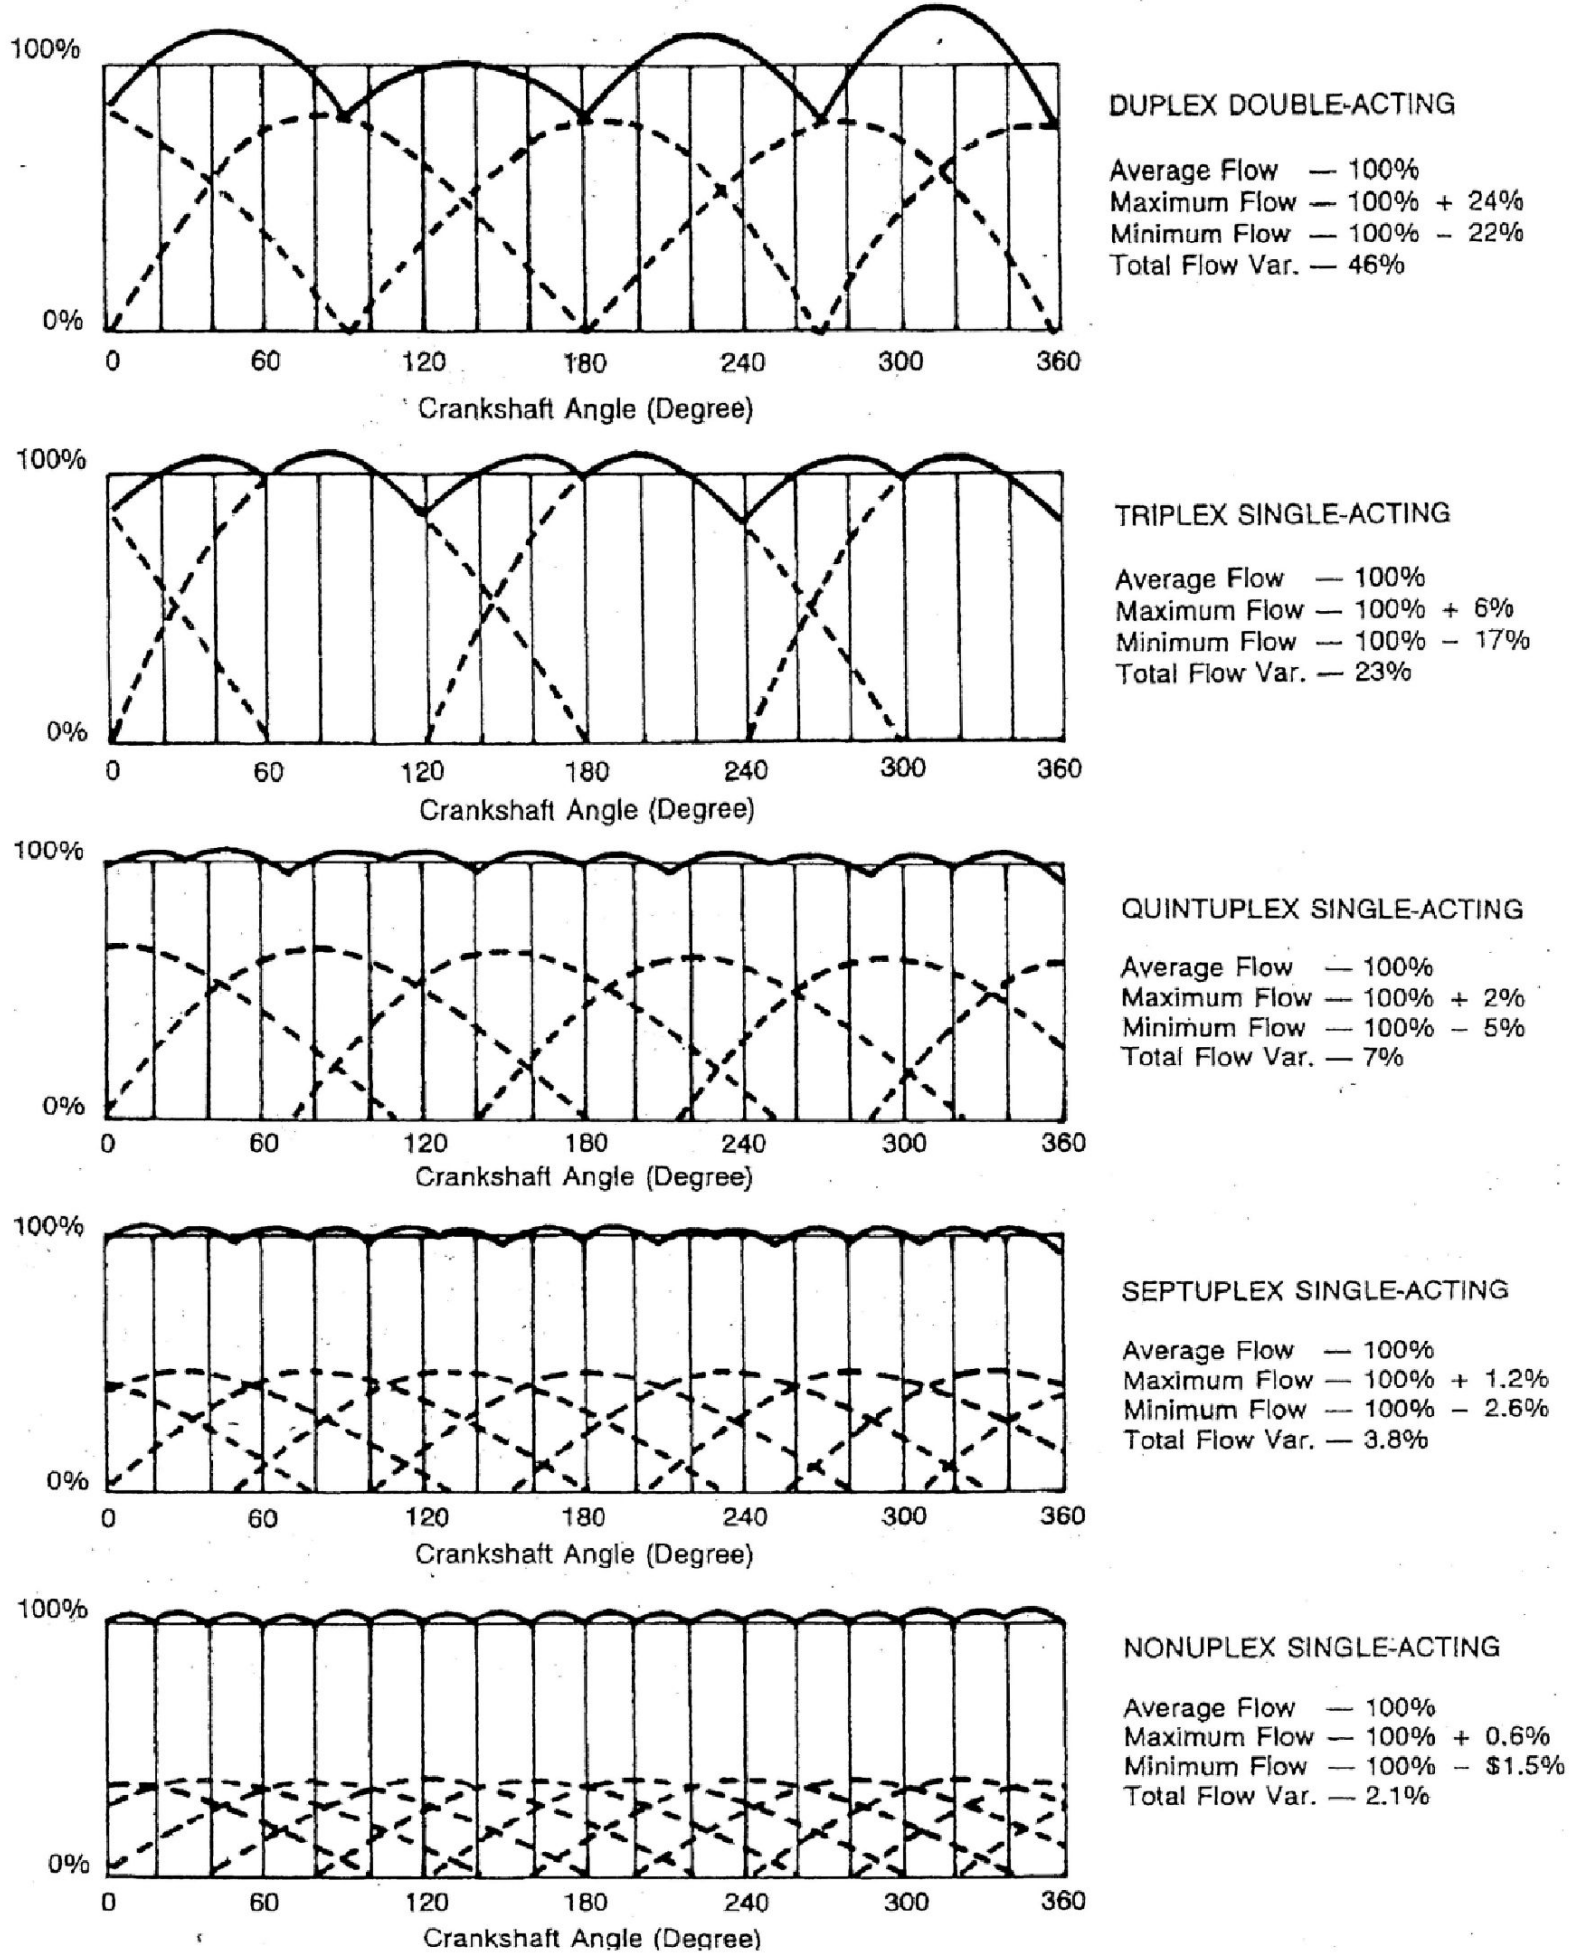 100%
0%
0 60 120 180 240 300 360
Crankshaft Angle (Degree)
DUPLEX DOUBLE-ACTING
Average Flow — 100%
Maximum Flow — 100% + 24%
Minimum Flow — 100% - 22%
Total Flow Var. — 46%
100%
0%
0 60 120 180 240 300 360
Crankshaft Angle (Degree)
TRIPLEX SINGLE-ACTING
Average Flow — 100%
Maximum Flow — 100% + 6%
Minimum Flow — 100% - 17%
Total Flow Var. — 23%
100%
0%
0 60 120 180 240 300 360
Crankshaft Angle (Degree)
QUINTUPLEX SINGLE-ACTING
Average Flow — 100%
Maximum Flow — 100% + 2%
Minimum Flow — 100% - 5%
Total Flow Var. — 7%
100%
0%
0 60 120 180 240 300 360
Crankshaft Angle (Degree)
SEPTUPLEX SINGLE-ACTING
Average Flow — 100%
Maximum Flow — 100% + 1.2%
Minimum Flow — 100% - 2.6%
Total Flow Var. — 3.8%
100%
0%
0 60 120 180 240 300 360
Crankshaft Angle (Degree)
NONUPLEX SINGLE-ACTING
Average Flow — 100%
Maximum Flow — 100% + 0.6%
Minimum Flow — 100% - $1.5%
Total Flow Var. — 2.1%